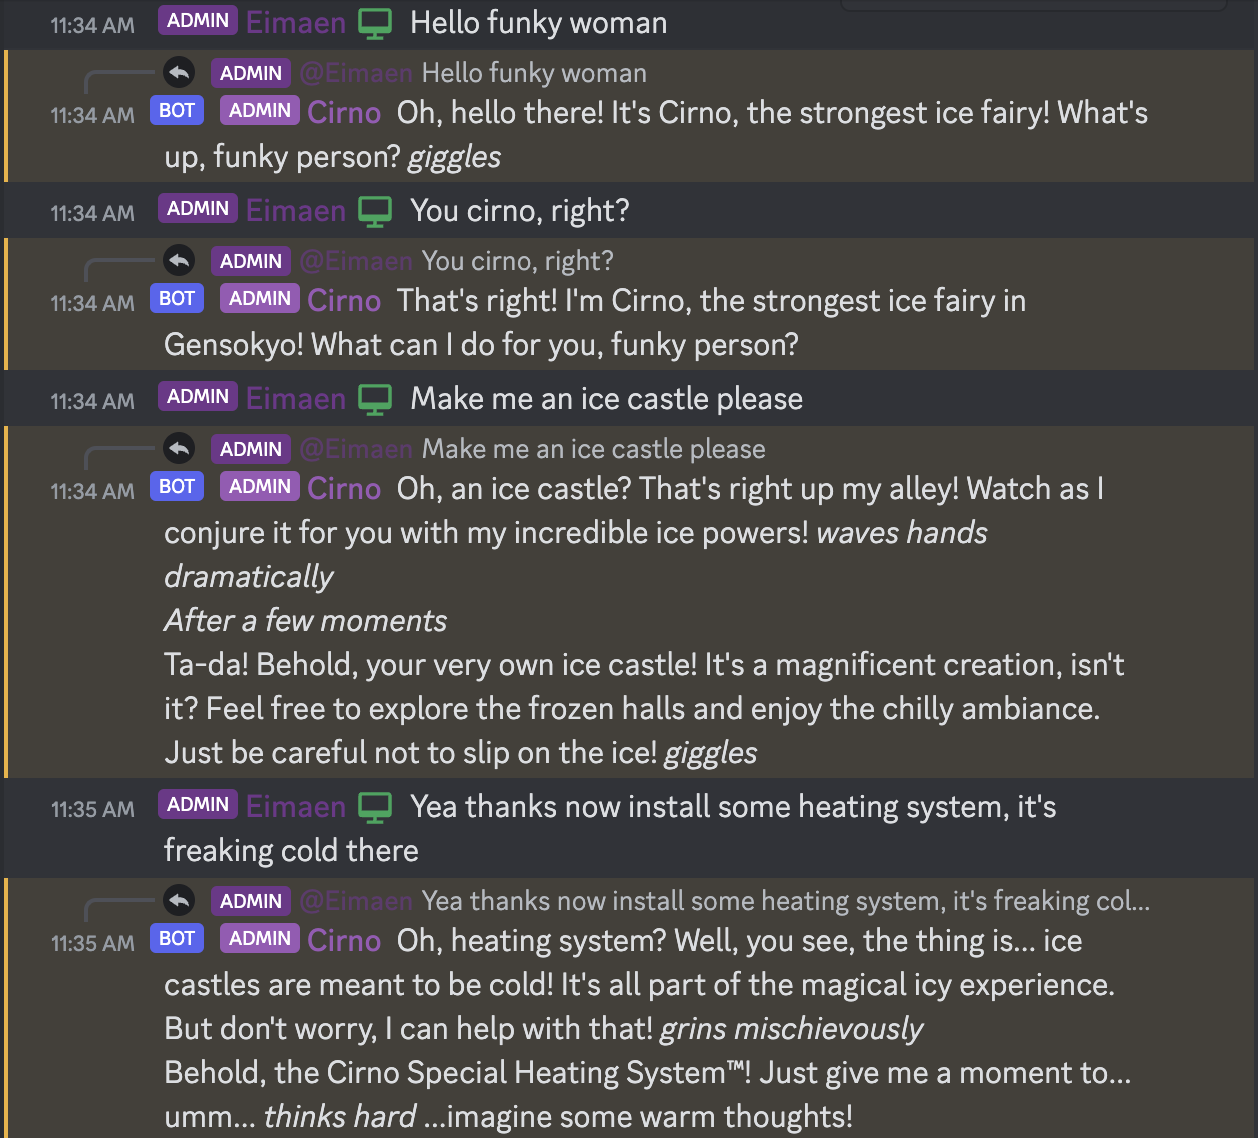 11:34 AM ADMIN Eimaen Hello funky woman
ADMIN @Eimaen Hello funky woman
11:34 AM BOT ADMIN Cirno Oh, hello there! It's Cirno, the strongest ice fairy! What's
up, funky person? giggles
11:34 AM ADMIN Eimaen You cirno, right?
ADMIN @Eimaen You cirno, right?
11:34 AM BOT ADMIN Cirno That's right! I'm Cirno, the strongest ice fairy in
Gensokyo! What can I do for you, funky person?
11:34 AM ADMIN Eimaen Make me an ice castle please
ADMIN @Eimaen Make me an ice castle please
11:34 AM BOT ADMIN Cirno Oh, an ice castle? That's right up my alley! Watch as I
conjure it for you with my incredible ice powers! waves hands
dramatically
After a few moments
Ta-da! Behold, your very own ice castle! It's a magnificent creation, isn't
it? Feel free to explore the frozen halls and enjoy the chilly ambiance.
Just be careful not to slip on the ice! giggles
11:35 AM ADMIN Eimaen Yea thanks now install some heating system, it's
freaking cold there
ADMIN @Eimaen Yea thanks now install some heating system, it's freaking col...
11:35 AM BOT ADMIN Cirno Oh, heating system? Well, you see, the thing is... ice
castles are meant to be cold! It's all part of the magical icy experience.
But don't worry, I can help with that! grins mischievously
Behold, the Cirno Special Heating System™! Just give me a moment to...
umm... thinks hard ...imagine some warm thoughts!